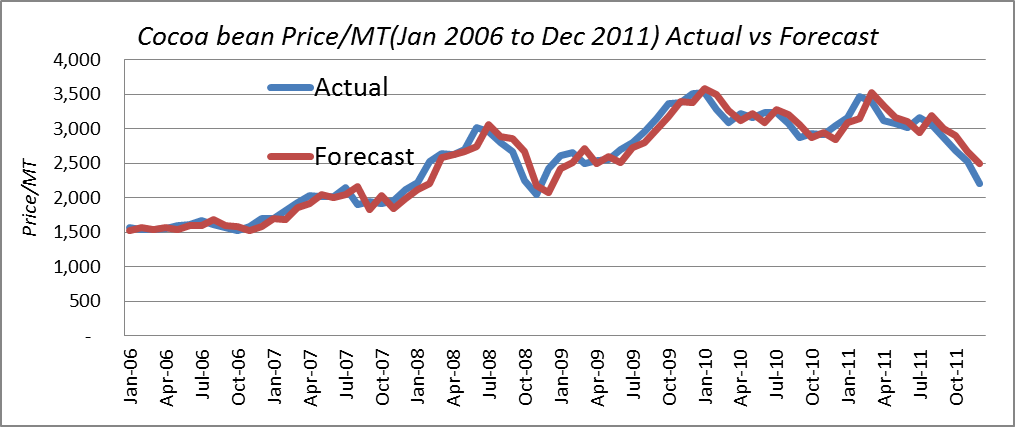 Cocoa bean Price/MT(Jan 2006 to Dec 2011) Actual vs Forecast
4,000
3,500
3,000
2,500
2,000
1,500
1,000
500
-
Price/MT
Actual
Forecast
Jan-06
Apr-06
Jul-06
Oct-06
Jan-07
Apr-07
Jul-07
Oct-07
Jan-08
Apr-08
Jul-08
Oct-08
Jan-09
Apr-09
Jul-09
Oct-09
Jan-10
Apr-10
Jul-10
Oct-10
Jan-11
Apr-11
Jul-11
Oct-11